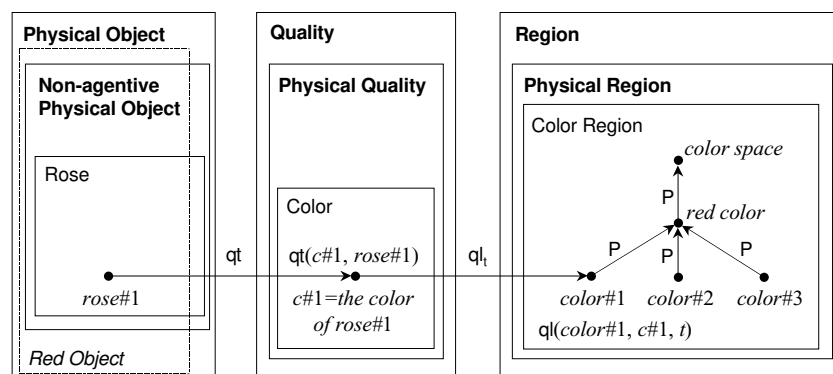 Physical Object
Non-agentive
Physical Object
Rose
rose#1
Red Object
qt
Quality
Physical Quality
Color
qt(c#1, rose#1)
c#1=the color
of rose#1
qlt
Region
Physical Region
Color Region
color space
P
red color
P
P
P
color#1
color#2
color#3
ql(color#1, c#1, t)